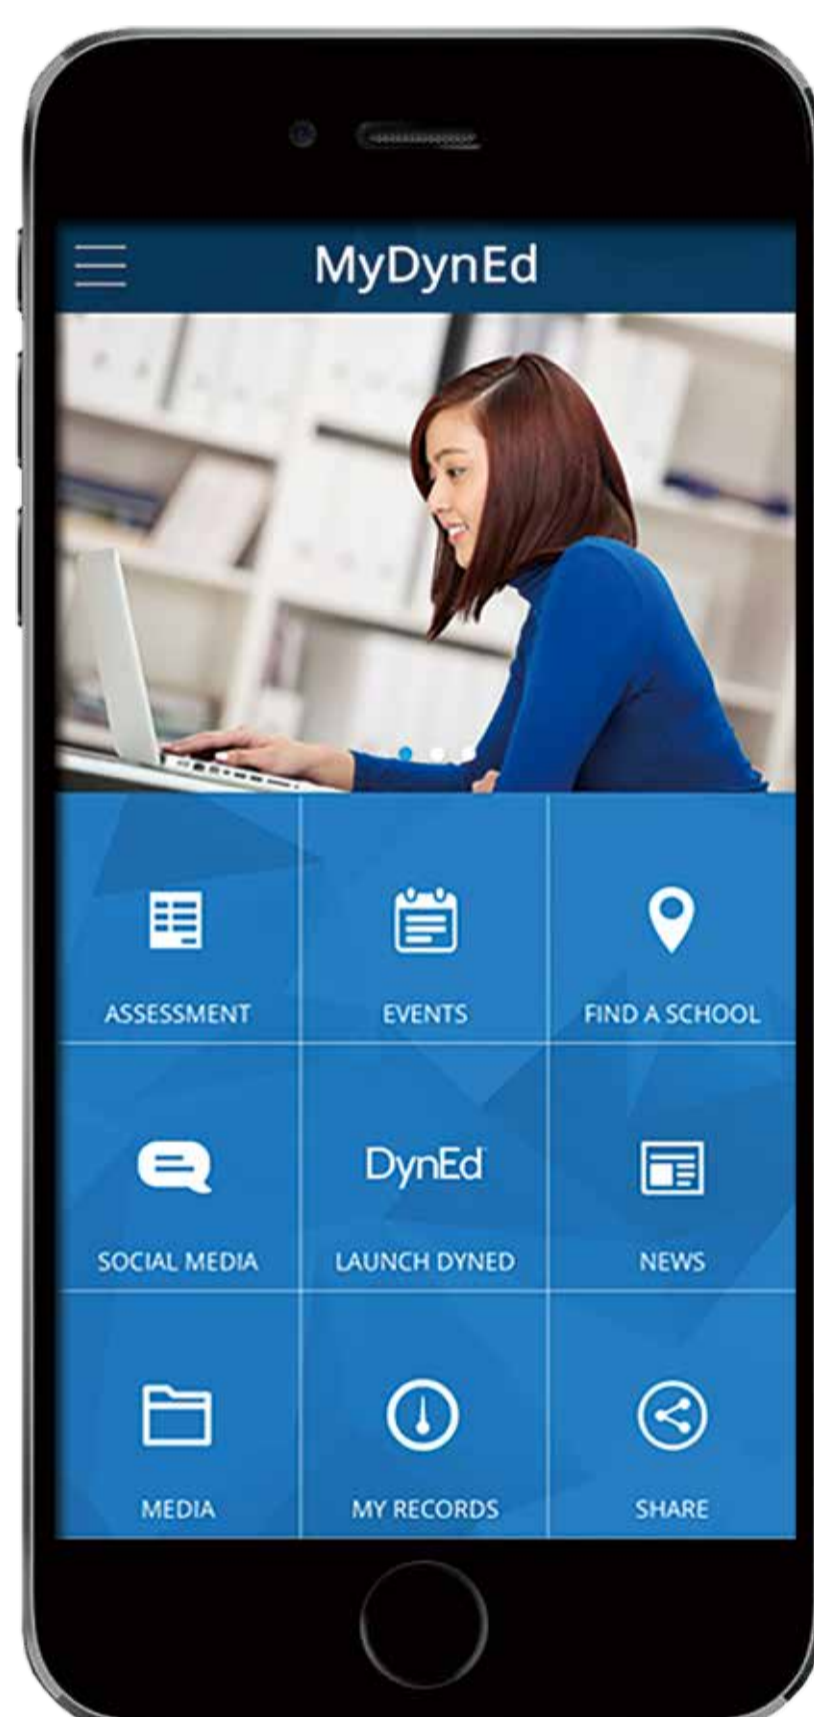 MyDynEd
ASSESSMENT
EVENTS
FIND A SCHOOL
SOCIAL MEDIA
DynEd
LAUNCH DYNED
NEWS
MEDIA
MY RECORDS
SHARE